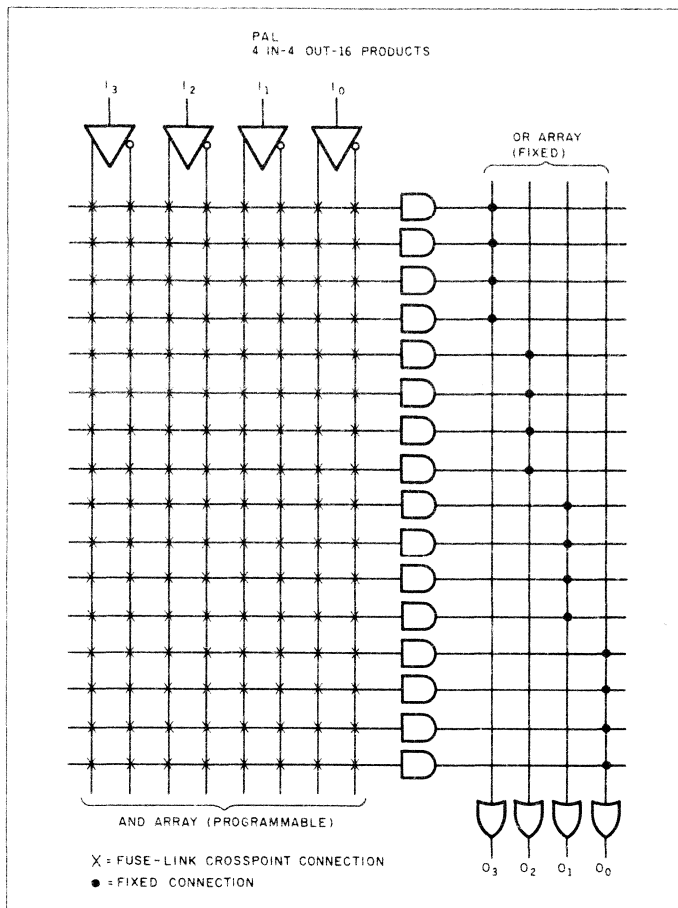 PAL
4 IN-4 OUT-16 PRODUCTS
I3 I2 I1 I0
OR ARRAY
(FIXED)
AND ARRAY (PROGRAMMABLE)
X = FUSE-LINK CROSSPOINT CONNECTION
● = FIXED CONNECTION
O3 O2 O1 O0